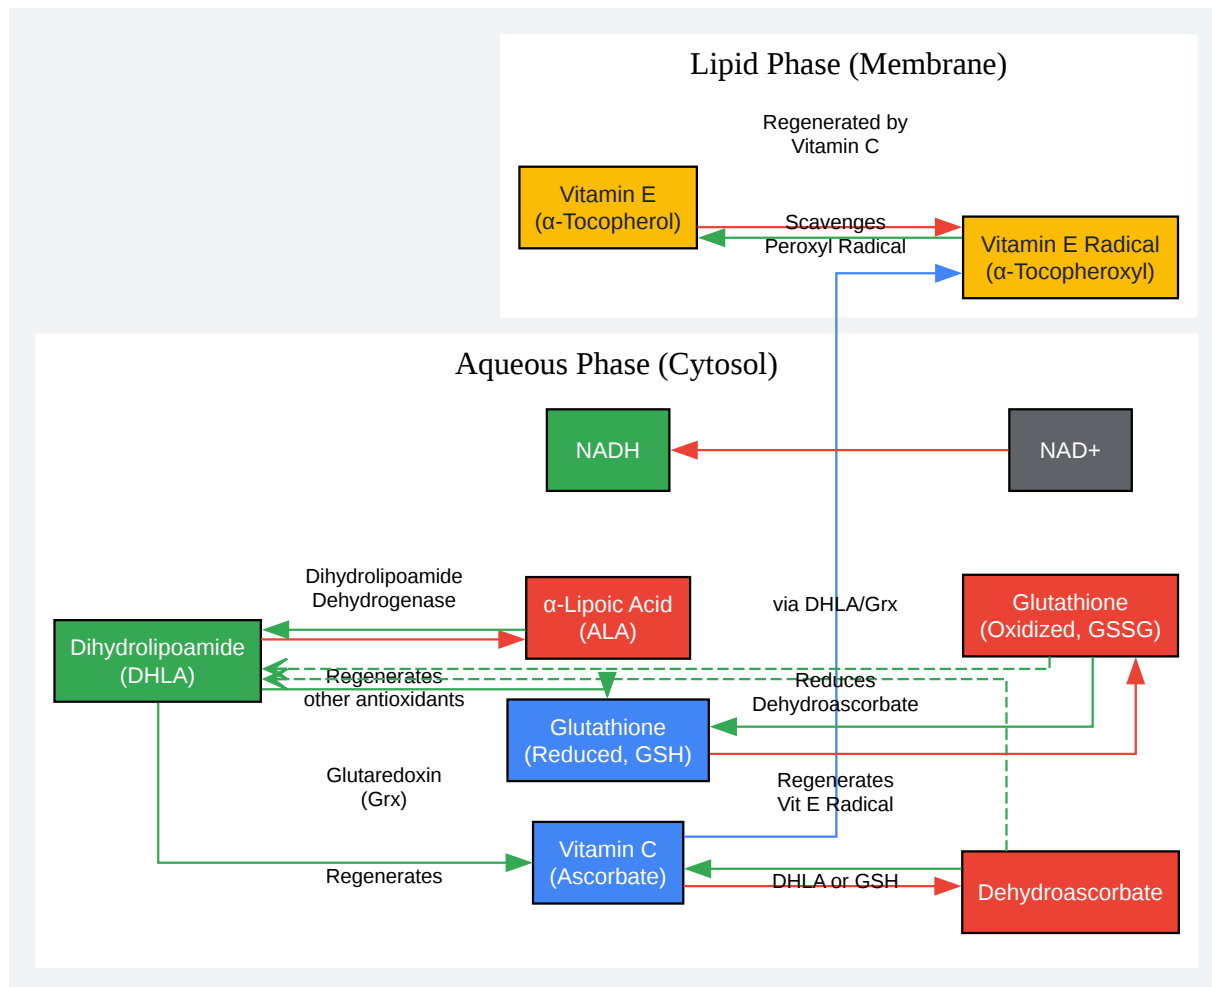 Lipid Phase (Membrane)
Regenerated by
Vitamin C
Vitamin E
(α-Tocopherol)
Scavenges
Peroxyl Radical
Vitamin E Radical
(α-Tocopheroxyl)
Aqueous Phase (Cytosol)
NADH
NAD+
Dihydrolipoamide
Dehydrogenase
α-Lipoic Acid
(ALA)
via DHLA/Grx
Glutathione
(Oxidized, GSSG)
Dihydrolipoamide
(DHLA)
Regenerates
other antioxidants
Reduces
Dehydroascorbate
Glutathione
(Reduced, GSH)
Glutaredoxin
(Grx)
Regenerates
Vit E Radical
Vitamin C
(Ascorbate)
Regenerates
DHLA or GSH
Dehydroascorbate